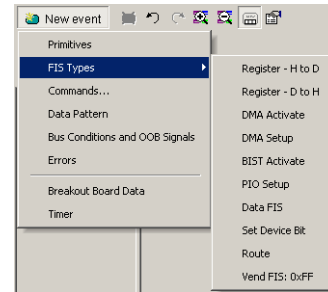 New event
Primitives
FIS Types
Commands...
Data Pattern
Bus Conditions and OOB Signals
Errors
Breakout Board Data
Timer
Register - H to D
Register - D to H
DMA Activate
DMA Setup
BIST Activate
PIO Setup
Data FIS
Set Device Bit
Route
Vend FIS: 0xFF